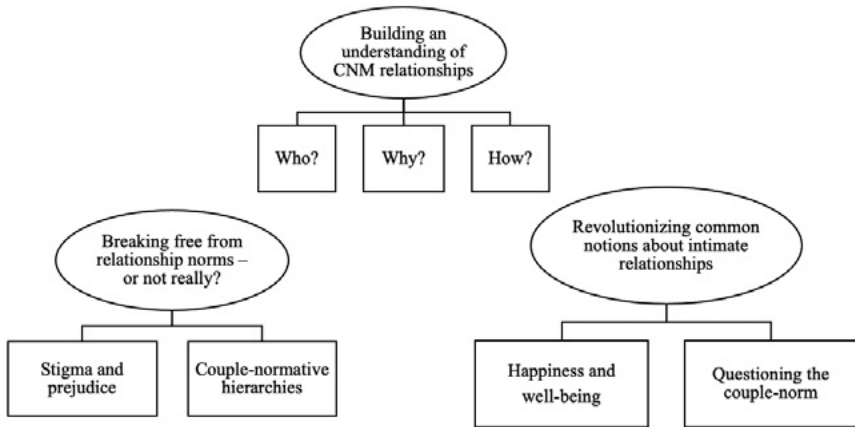 Building an
understanding of
CNM relationships
Who?
Why?
How?
Breaking free from
relationship norms –
or not really?
Stigma and
prejudice
Couple-normative
hierarchies
Revolutionizing common
notions about intimate
relationships
Happiness and
well-being
Questioning the
couple-norm